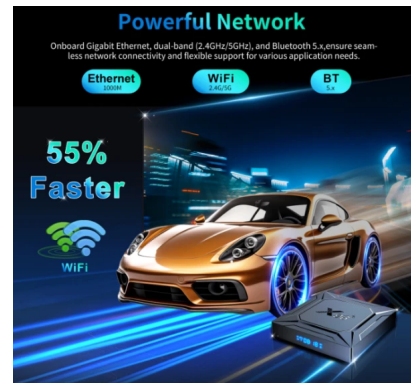 Powerful Network
Onboard Gigabit Ethernet, dual-band (2.4GHz/5GHz), and Bluetooth 5.x,ensure seam-
less network connectivity and flexible support for various application needs.
Ethernet
1000M
WiFi
2.4G/5G
BT
5.x
55%
Faster
WiFi